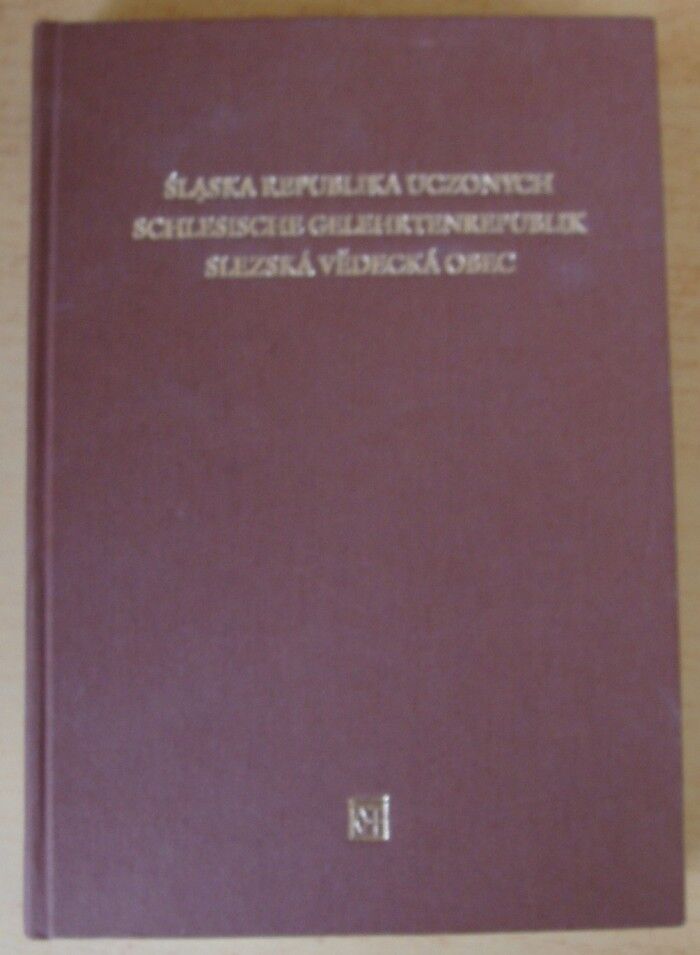 ŚLĄSKA REPUBLIKA UCZONYCH
SCHLESISCHE GELEHRTENREPUBLIK
SLEZSKÁ VĚDECKÁ OBEC